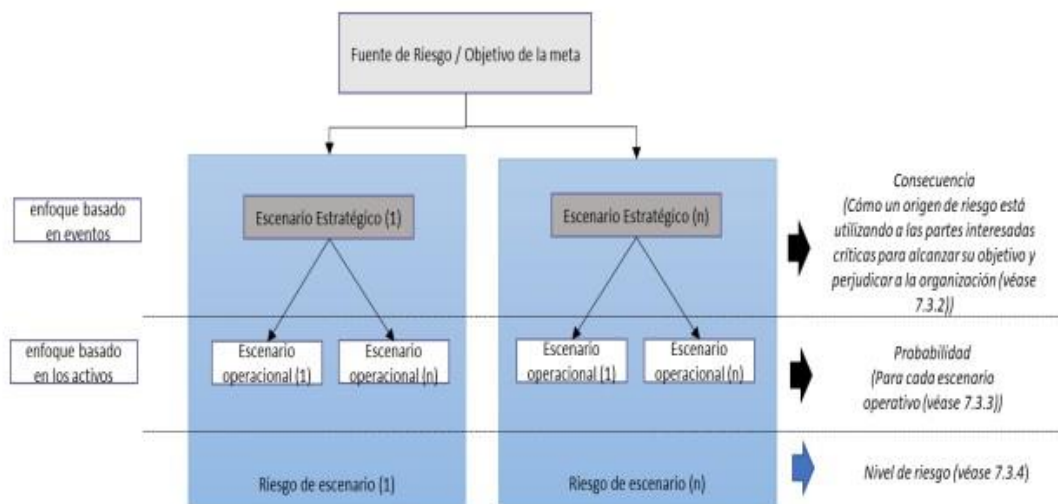 Fuente de Riesgo / Objetivo de la meta
enfoque basado
en eventos
Escenario Estratégico (1)
Escenario Estratégico (n)
Consecuencia
(Cómo un origen de riesgo está
utilizando a las partes interesadas
críticas para alcanzar su objetivo y
perjudicar a la organización (véase
7.3.2))
enfoque basado
en los activos
Escenario
operacional (1)
Escenario
operacional (n)
Escenario
operacional (1)
Escenario
operacional (n)
Probabilidad
(Para cada escenario
operativo (véase 7.3.3))
Riesgo de escenario (1)
Riesgo de escenario (n)
Nivel de riesgo (véase 7.3.4)